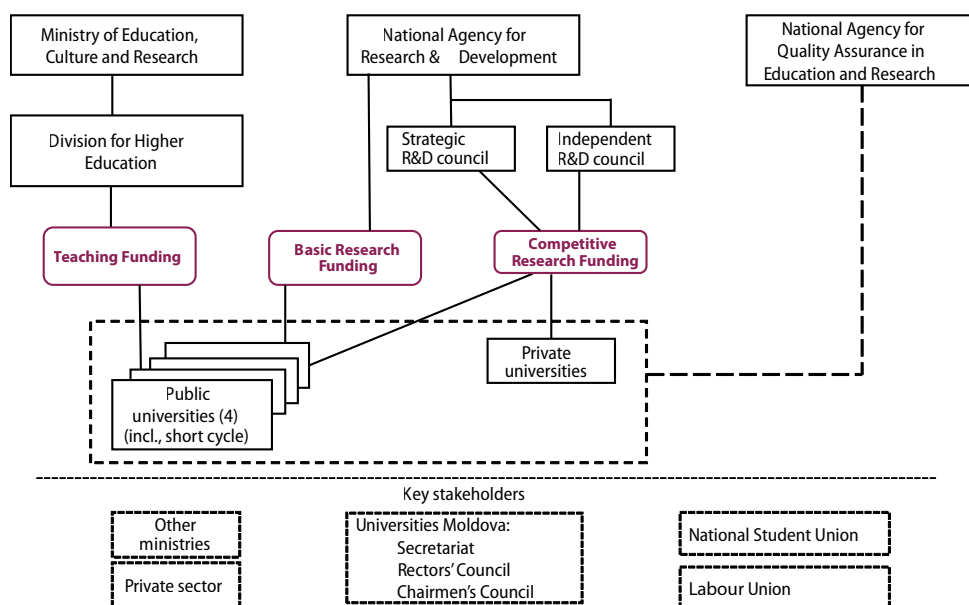 Ministry of Education,
Culture and Research
National Agency for
Research & Development
National Agency for
Quality Assurance in
Education and Research
Division for Higher
Education
Strategic
R&D council
Independent
R&D council
Teaching Funding
Basic Research
Funding
Competitive
Research Funding
Private
universities
Public
universities (4)
(incl., short cycle)
Key stakeholders
Other
ministries
Private sector
Universities Moldova:
Secretariat
Rectors’ Council
Chairmen’s Council
National Student Union
Labour Union